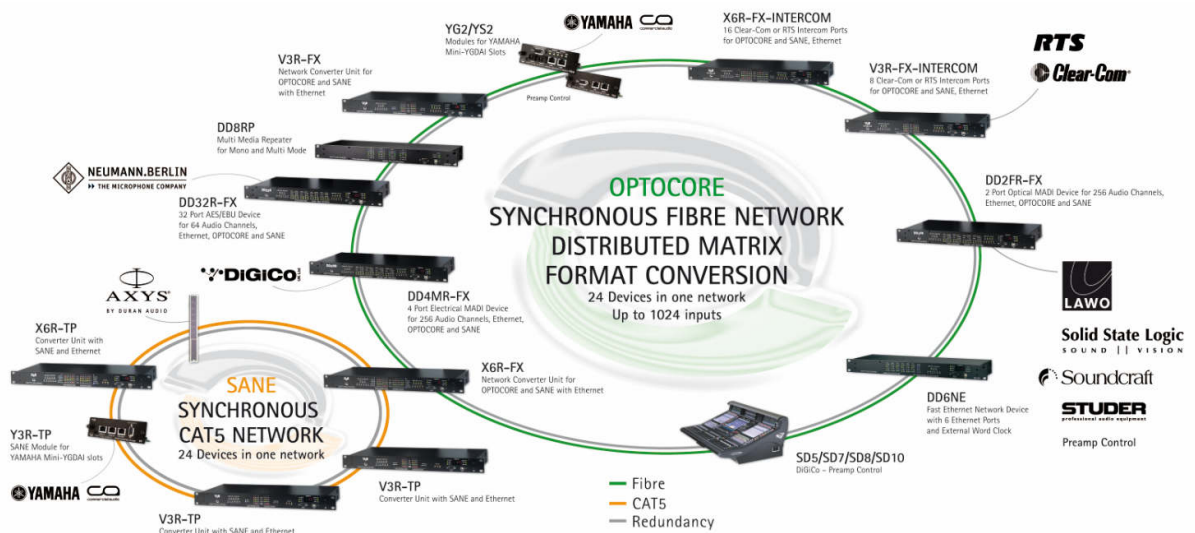 YG2/YS2
Modules for YAMAHA
Mini-YGDAI Slots
Preamp Control
YAMAHA CA
X6R-FX-INTERCOM
16 Clear-Com or RTS Intercom Ports
for OPTOCORE and SANE, Ethernet
RTS
Clear-Com®
V3R-FX-INTERCOM
8 Clear-Com or RTS Intercom Ports
for OPTOCORE and SANE, Ethernet
V3R-FX
Network Converter Unit for
OPTOCORE and SANE
with Ethernet
DD8RP
Multi Media Repeater
for Mono and Multi Mode
NEUMANN.BERLIN
THE MICROPHONE COMPANY
DD32R-FX
32 Port AES/EBU Device
for 64 Audio Channels,
Ethernet, OPTOCORE and SANE
DD2FR-FX
2 Port Optical MADI Device for 256 Audio Channels,
Ethernet, OPTOCORE and SANE
OPTOCORE
SYNCHRONOUS FIBRE NETWORK
DISTRIBUTED MATRIX
FORMAT CONVERSION
24 Devices in one network
Up to 1024 inputs
AXYS®
BY DURAN AUDIO
DiGiCo
DD4MR-FX
4 Port Electrical MADI Device
for 256 Audio Channels, Ethernet,
OPTOCORE and SANE
LAWO
Solid State Logic
SOUND || VISION
Soundcraft
STUDER
professional audio equipment
Preamp Control
X6R-TP
Converter Unit with
SANE and Ethernet
X6R-FX
Network Converter Unit for
OPTOCORE and SANE with Ethernet
DD6NE
Fast Ethernet Network Device
with 6 Ethernet Ports
and External Word Clock
SANE
SYNCHRONOUS
CAT5 NETWORK
24 Devices in one network
Y3R-TP
SANE Module for
YAMAHA Mini-YGDAI slots
YAMAHA CA
V3R-TP
Converter Unit with SANE and Ethernet
SD5/SD7/SD8/SD10
DiGiCo – Preamp Control
V3R-TP
Converter Unit with SANE and Ethernet
Fibre
CAT5
Redundancy